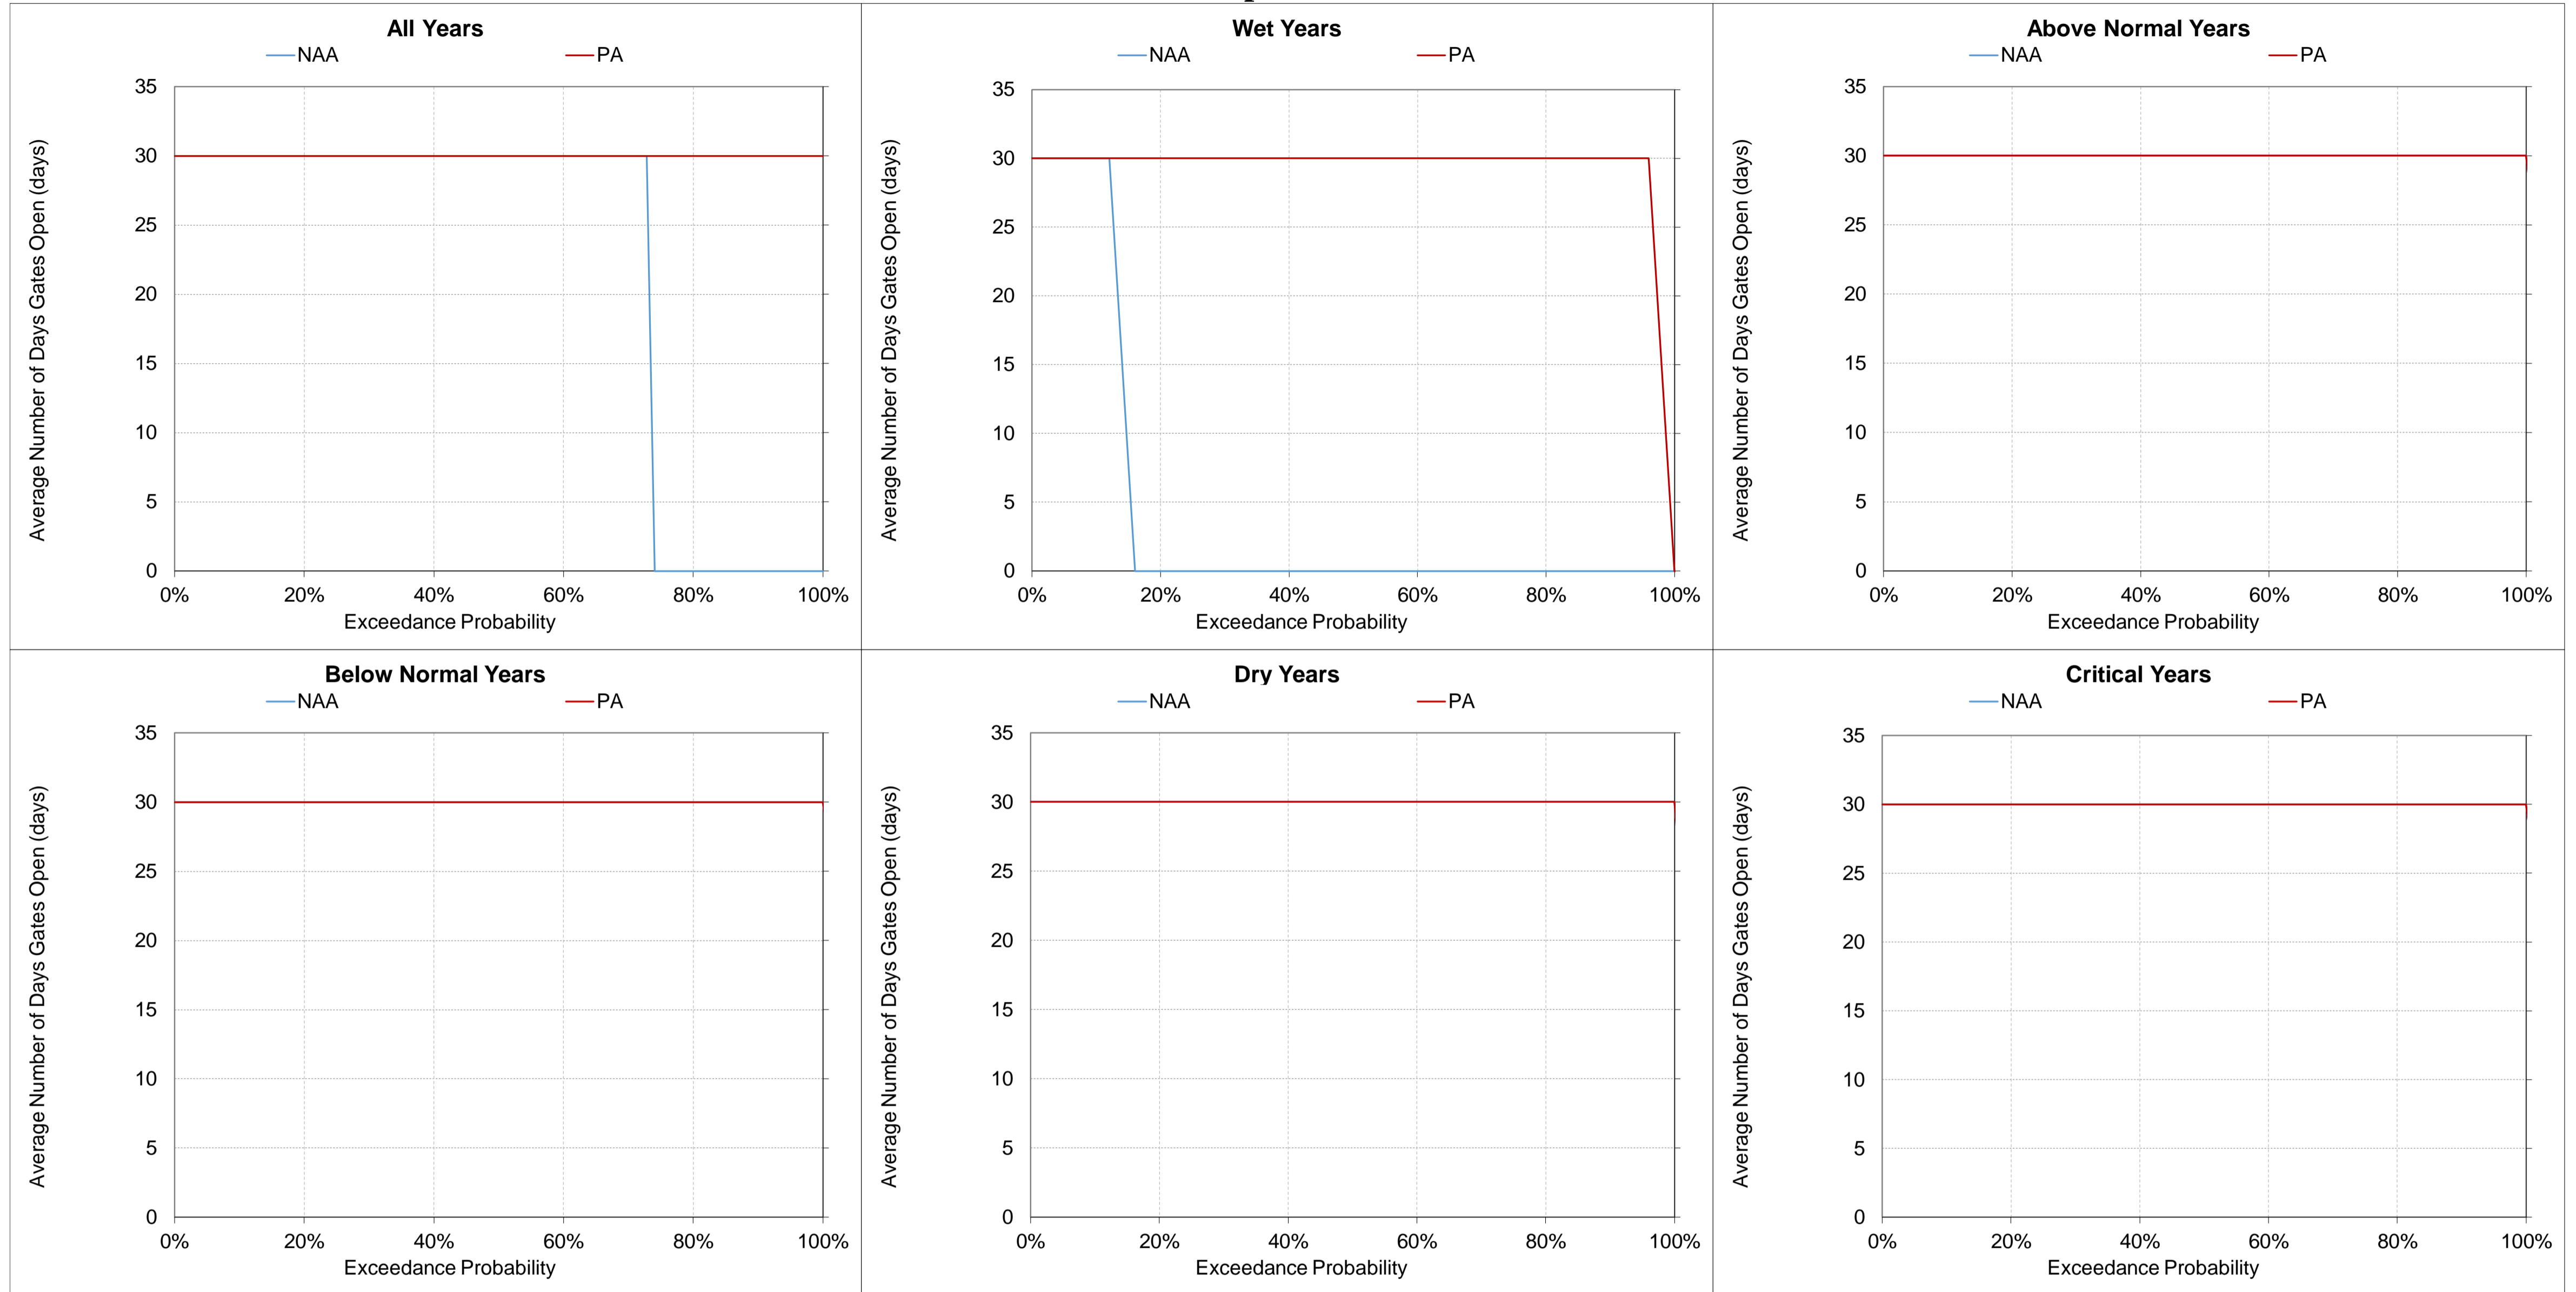 All Years
NAA PA
Average Number of Days Gates Open (days)
35
30
25
20
15
10
5
0
0% 20% 40% 60% 80% 100%
Exceedance Probability
Wet Years
NAA PA
Average Number of Days Gates Open (days)
35
30
25
20
15
10
5
0
0% 20% 40% 60% 80% 100%
Exceedance Probability
Above Normal Years
NAA PA
Average Number of Days Gates Open (days)
35
30
25
20
15
10
5
0
0% 20% 40% 60% 80% 100%
Exceedance Probability
Below Normal Years
NAA PA
Average Number of Days Gates Open (days)
35
30
25
20
15
10
5
0
0% 20% 40% 60% 80% 100%
Exceedance Probability
Dry Years
NAA PA
Average Number of Days Gates Open (days)
35
30
25
20
15
10
5
0
0% 20% 40% 60% 80% 100%
Exceedance Probability
Critical Years
NAA PA
Average Number of Days Gates Open (days)
35
30
25
20
15
10
5
0
0% 20% 40% 60% 80% 100%
Exceedance Probability